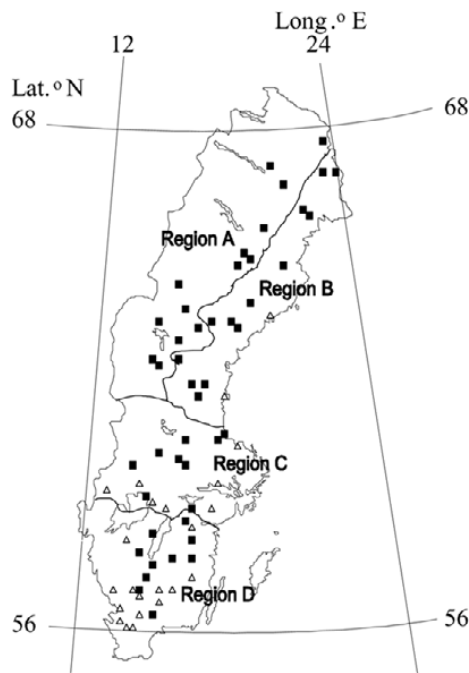 Long.º E
12 24
Lat.º N
68 68
Region A
Region B
Region C
Region D
56 56